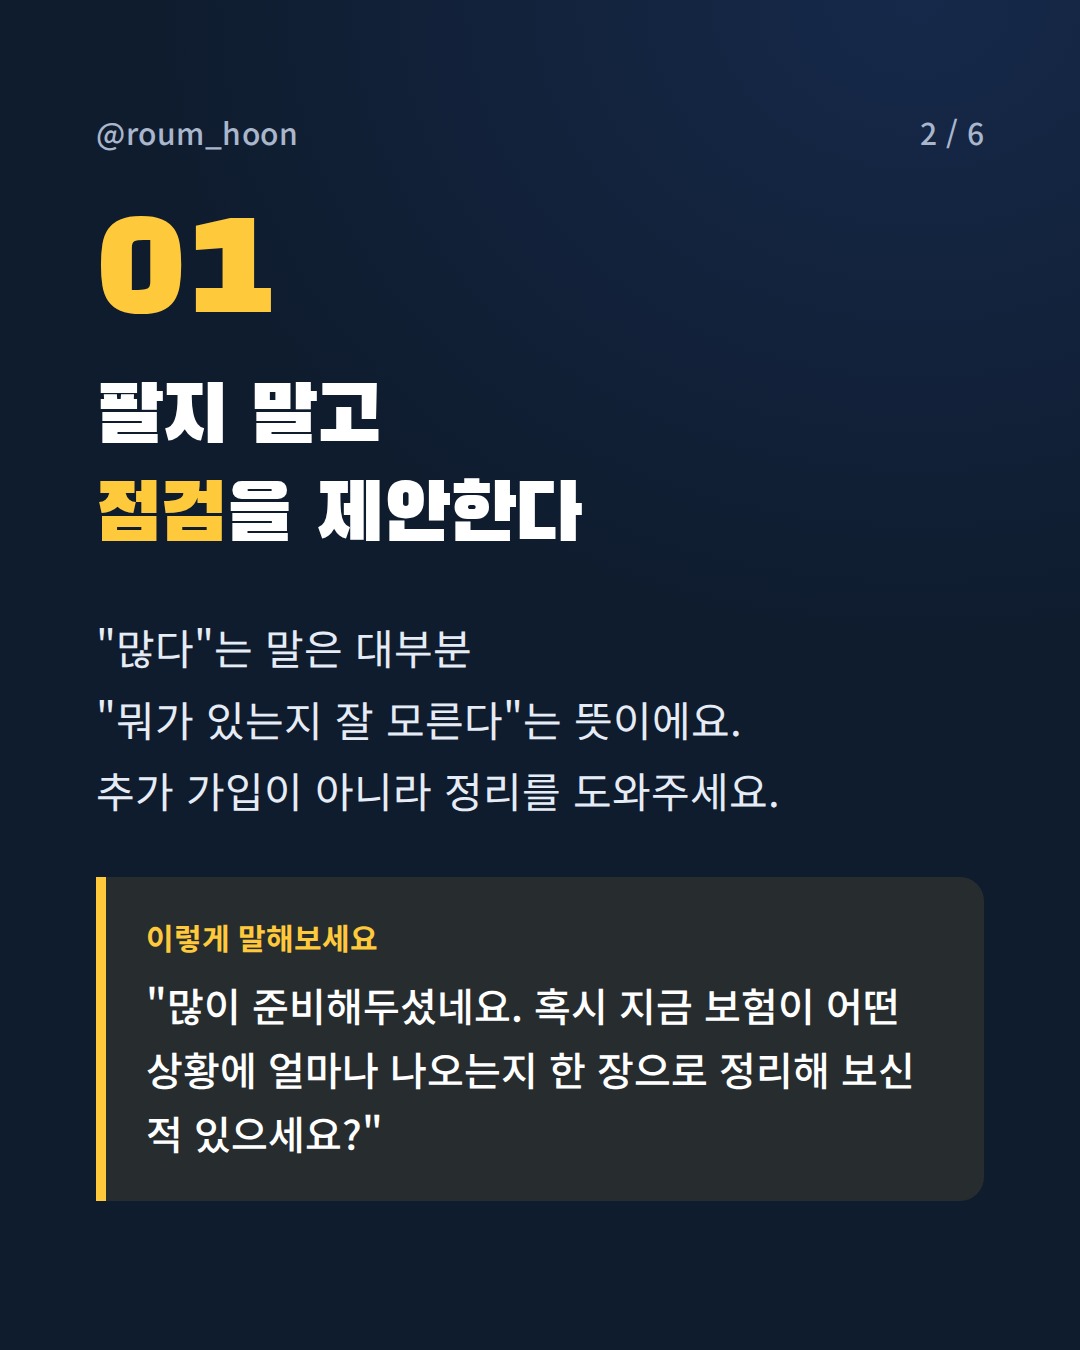 @roum_hoon
2 / 6
01
팔지 말고
점검을 제안한다
"많다"는 말은 대부분
"뭐가 있는지 잘 모른다"는 뜻이에요.
추가 가입이 아니라 정리를 도와주세요.
이렇게 말해보세요
"많이 준비해두셨네요. 혹시 지금 보험이 어떤
상황에 얼마나 나오는지 한 장으로 정리해 보신
적 있으세요?"